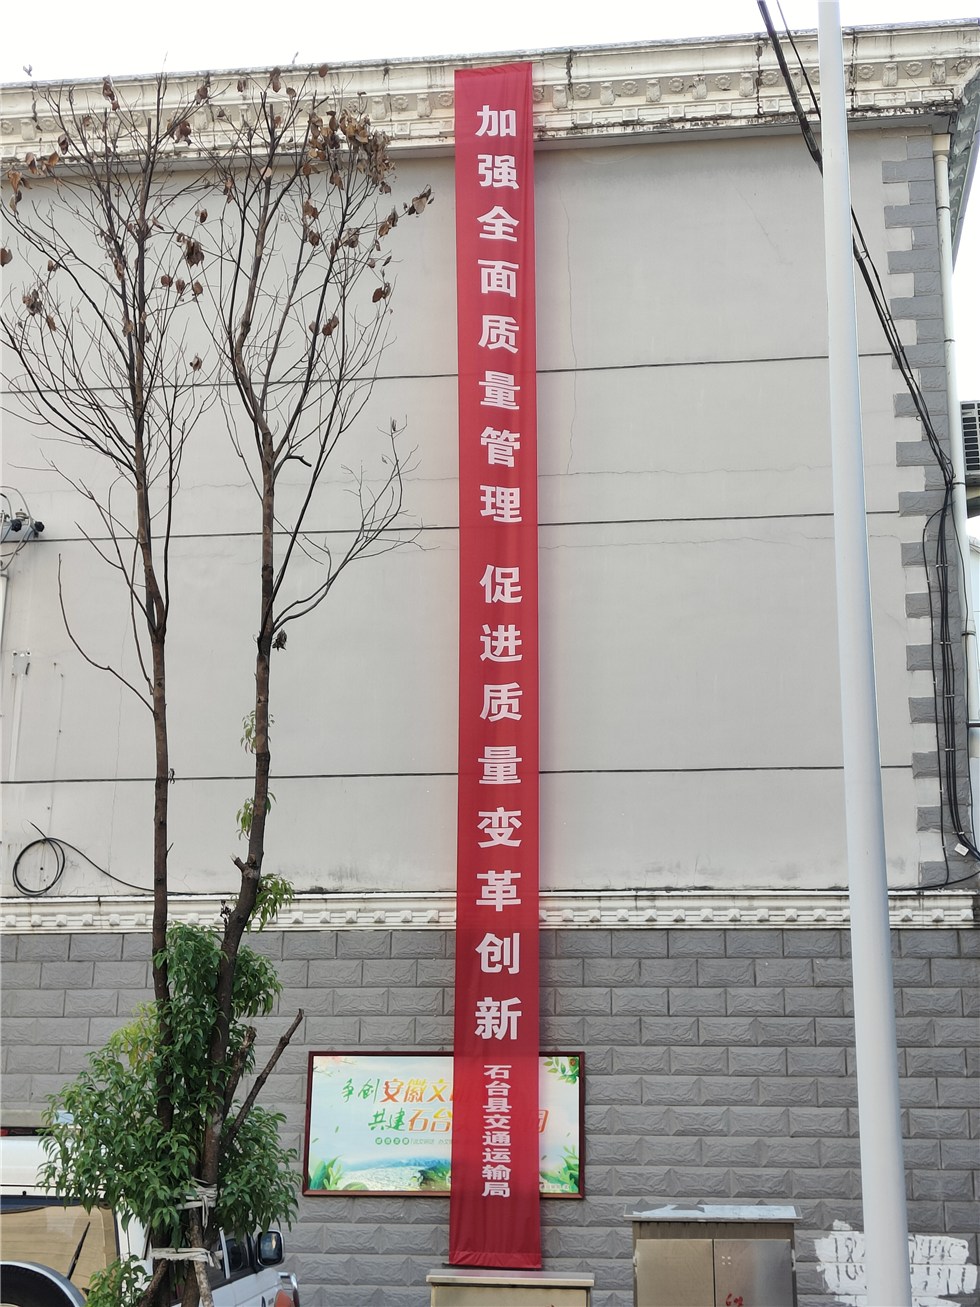 加强全面质量管理 促进质量变革创新
石台县交通运输局
争创安徽文
共建石台